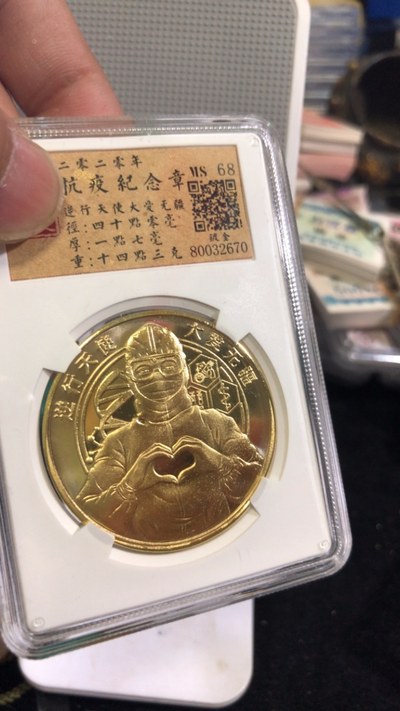 二零二零年
抗疫紀念章
MS 68
逆行天使大愛无疆
徑:四十點零毫
厚:一點七毫
重:十四點三克
80032670
逆行天使
大愛无疆